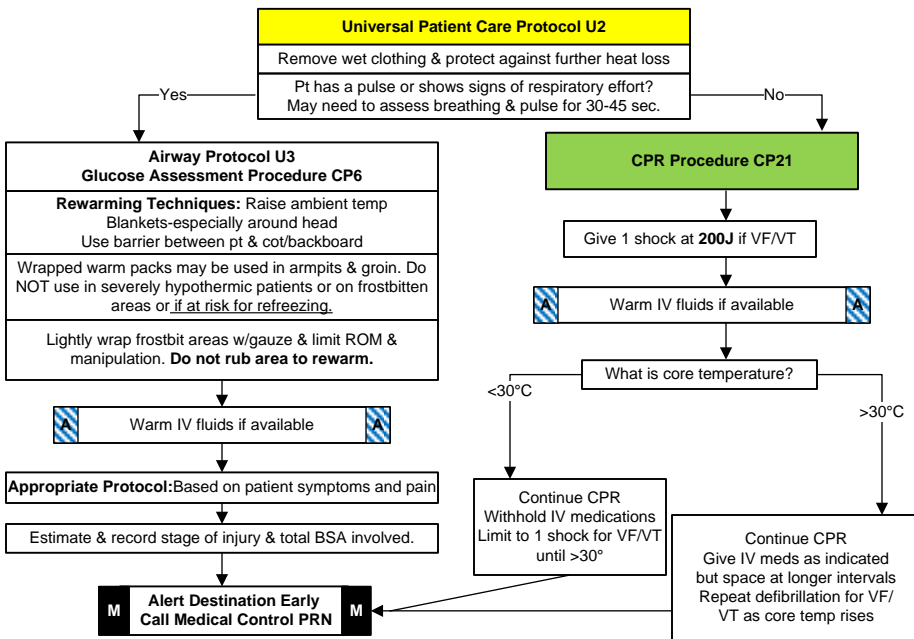 Universal Patient Care Protocol U2
Remove wet clothing & protect against further heat loss
Pt has a pulse or shows signs of respiratory effort?
May need to assess breathing & pulse for 30-45 sec.
Yes
No
Airway Protocol U3
Glucose Assessment Procedure CP6
Rewarming Techniques: Raise ambient temp
Blankets-especially around head
Use barrier between pt & cot/backboard
Wrapped warm packs may be used in armpits & groin. Do
NOT use in severely hypothermic patients or on frostbitten
areas or if at risk for refreezing.
Lightly wrap frostbit areas w/gauze & limit ROM &
manipulation. Do not rub area to rewarm.
A Warm IV fluids if available A
Appropriate Protocol:Based on patient symptoms and pain
Estimate & record stage of injury & total BSA involved.
M Alert Destination Early M
Call Medical Control PRN
CPR Procedure CP21
Give 1 shock at 200J if VF/VT
A Warm IV fluids if available A
What is core temperature?
<30°C
>30°C
Continue CPR
Withhold IV medications
Limit to 1 shock for VF/VT
until >30°
Continue CPR
Give IV meds as indicated
but space at longer intervals
Repeat defibrillation for VF/
VT as core temp rises